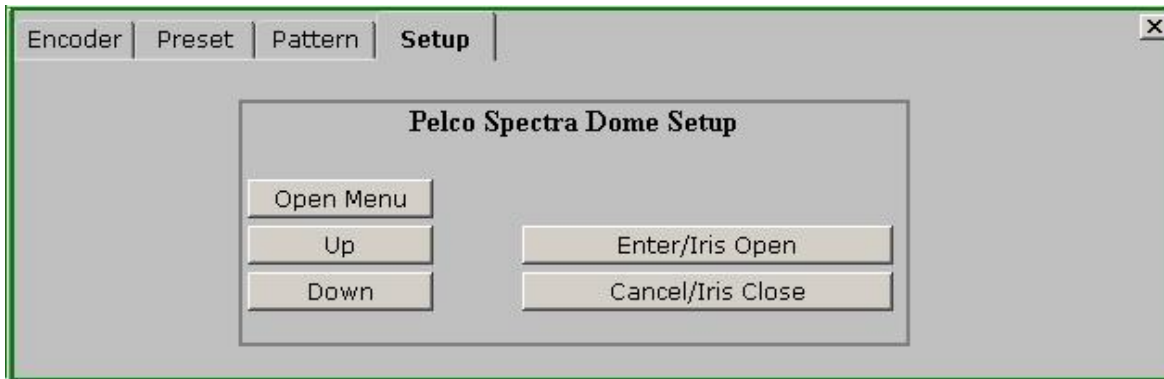 Encoder Preset Pattern Setup
Pelco Spectra Dome Setup
Open Menu
Up Enter/Iris Open
Down Cancel/Iris Close